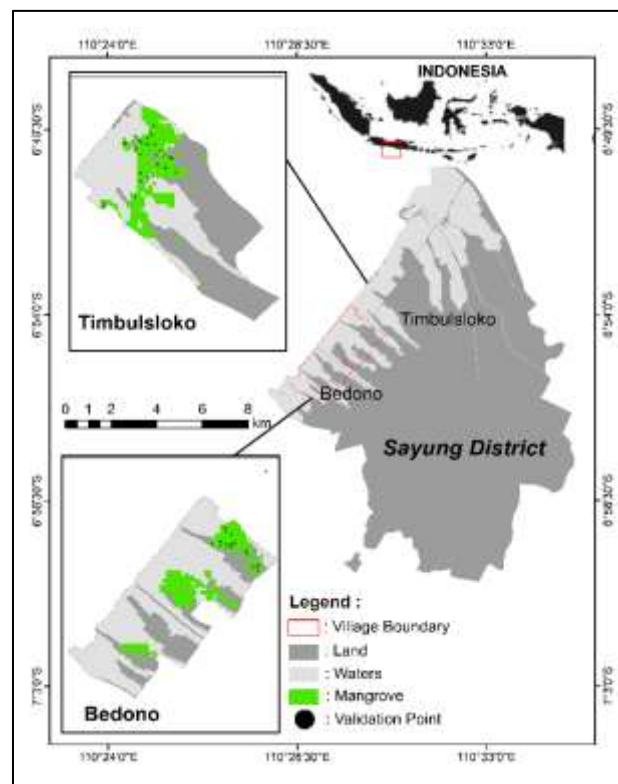 110°24'0"E 110°28'30"E 110°33'0"E
INDONESIA
6°49'30"S 6°49'30"S
Timbulsloko
Timbulsloko
6°54'0"S 6°54'0"S
Bedono
0 1 2 4 6 8
km
Sayung District
6°58'30"S 6°58'30"S
Legend :
: Village Boundary
: Land
: Waters
: Mangrove
: Validation Point
Bedono
7°3'0"S 7°3'0"S
110°24'0"E 110°28'30"E 110°33'0"E